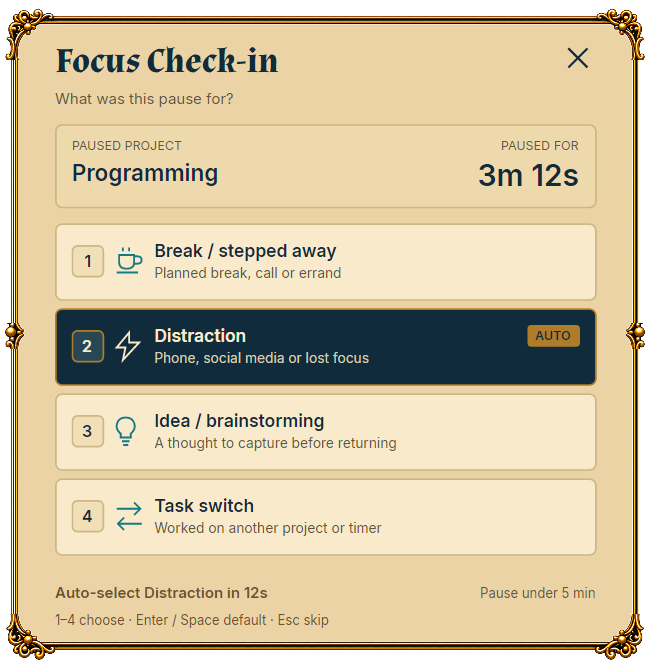 Focus Check-in
What was this pause for?
PAUSED PROJECT
Programming
PAUSED FOR
3m 12s
1
Break / stepped away
Planned break, call or errand
2
Distraction
Phone, social media or lost focus
AUTO
3
Idea / brainstorming
A thought to capture before returning
4
Task switch
Worked on another project or timer
Auto-select Distraction in 12s
Pause under 5 min
1–4 choose · Enter / Space default · Esc skip